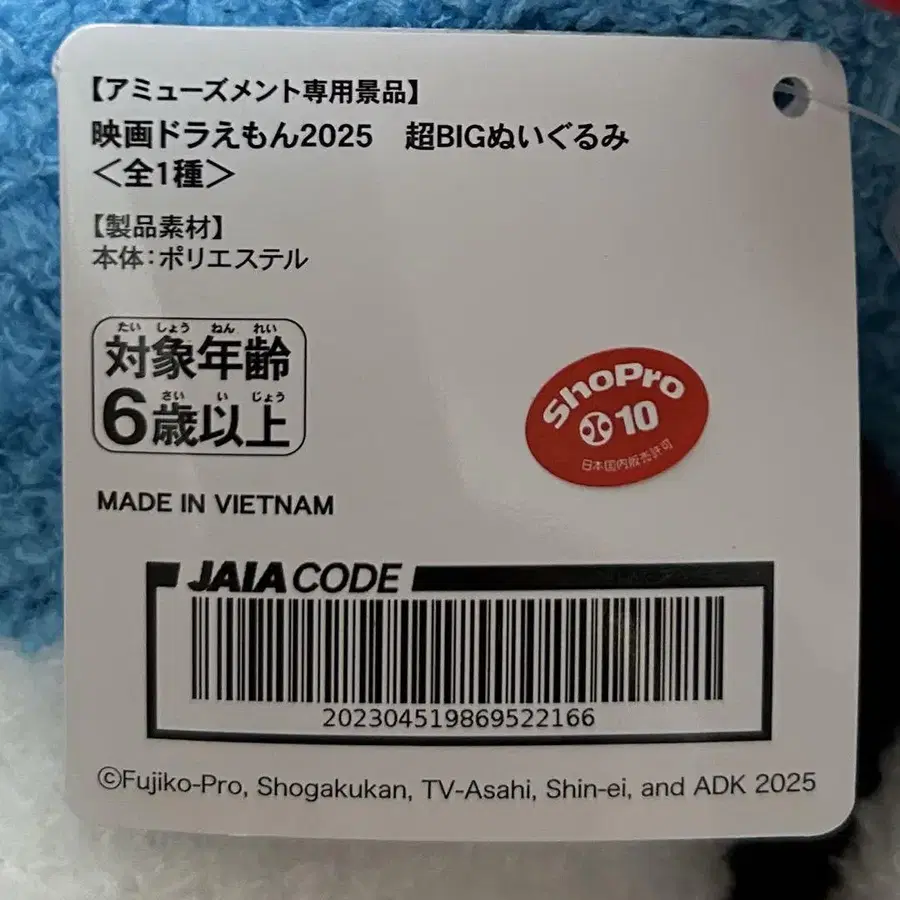 【アミューズメント専用景品】
映画ドラえもん2025 超BIGぬいぐるみ
＜全1種＞
【製品素材】
本体：ポリエステル
たい しょう ねん れい
対象年齢
さい い じょう
6歳以上
ShoPro
10
日本国内販売許可
MADE IN VIETNAM
JAIA CODE
202304519869522166
©Fujiko-Pro, Shogakukan, TV-Asahi, Shin-ei, and ADK 2025